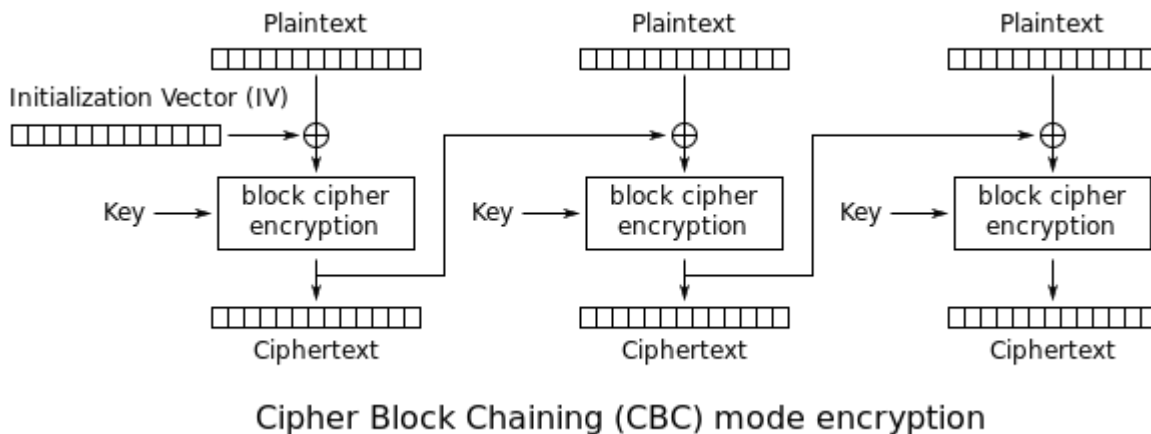 Plaintext
Plaintext
Plaintext
Initialization Vector (IV)
Key
block cipher
encryption
Key
block cipher
encryption
Key
block cipher
encryption
Ciphertext
Ciphertext
Ciphertext
Cipher Block Chaining (CBC) mode encryption